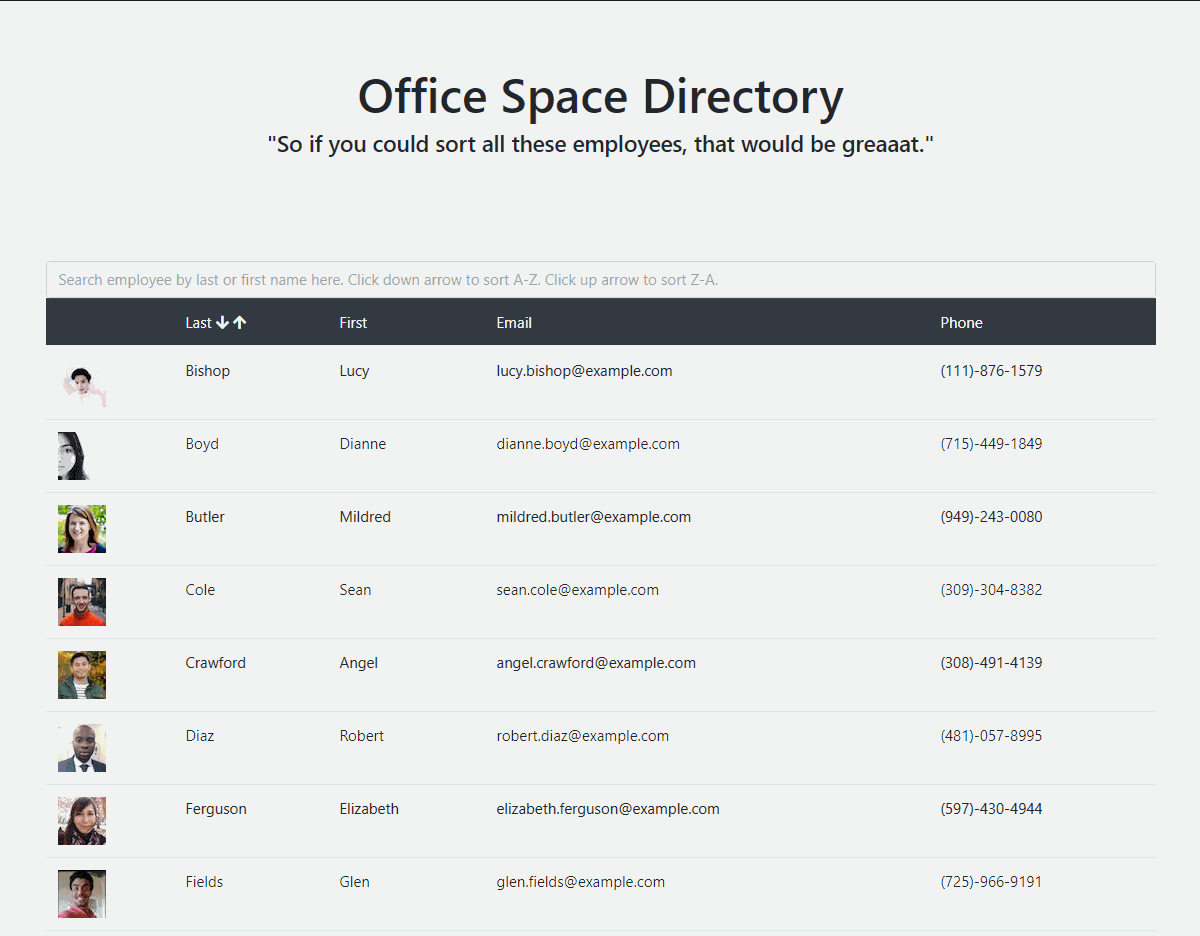 Office Space Directory
"So if you could sort all these employees, that would be greaaat."
Search employee by last or first name here. Click down arrow to sort A-Z. Click up arrow to sort Z-A.
Last First Email Phone
Bishop Lucy lucy.bishop@example.com (111)-876-1579
Boyd Dianne dianne.boyd@example.com (715)-449-1849
Butler Mildred mildred.butler@example.com (949)-243-0080
Cole Sean sean.cole@example.com (309)-304-8382
Crawford Angel angel.crawford@example.com (308)-491-4139
Diaz Robert robert.diaz@example.com (481)-057-8995
Ferguson Elizabeth elizabeth.ferguson@example.com (597)-430-4944
Fields Glen glen.fields@example.com (725)-966-9191